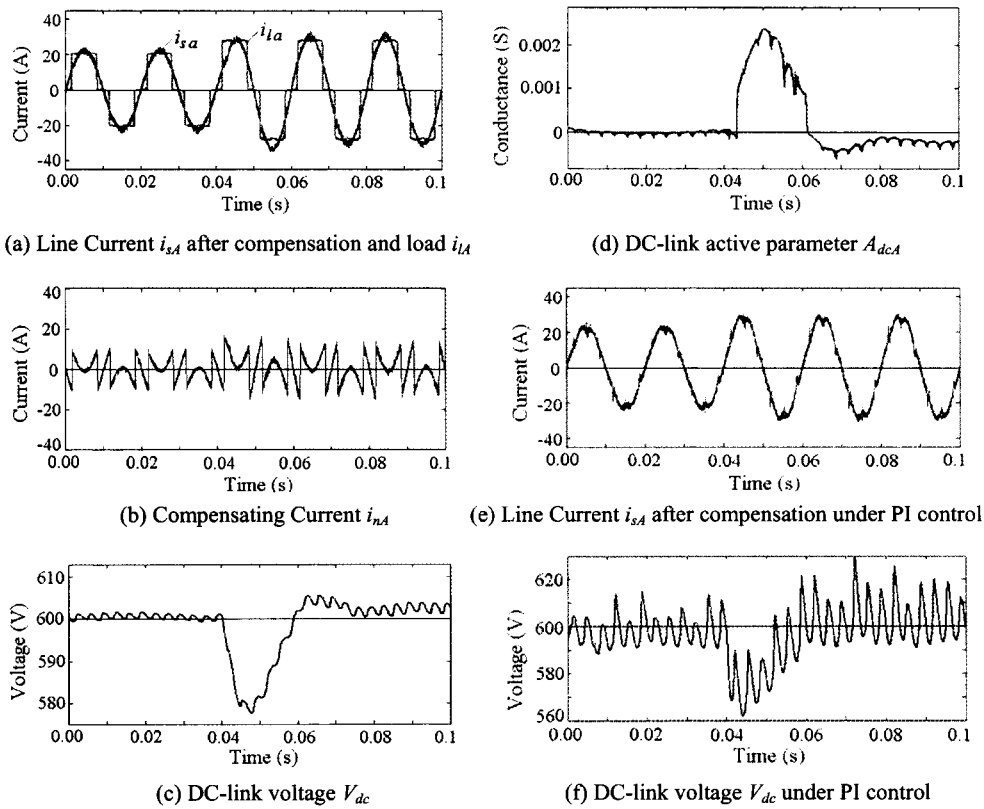 40
20
0
-20
-40
Current (A)
isa
ila
0.00 0.02 0.04 0.06 0.08 0.1
Time (s)
(a) Line Current isA after compensation and load ilA
0.002
0.001
0
Conductance (S)
0.00 0.02 0.04 0.06 0.08 0.1
Time (s)
(d) DC-link active parameter AdcA
40
20
0
-20
-40
Current (A)
0.00 0.02 0.04 0.06 0.08 0.1
Time (s)
(b) Compensating Current inA
40
20
0
-20
-40
Current (A)
0.00 0.02 0.04 0.06 0.08 0.1
Time (s)
(e) Line Current isA after compensation under PI control
610
600
590
580
Voltage (V)
0.00 0.02 0.04 0.06 0.08 0.10
Time (s)
(c) DC-link voltage Vdc
620
600
580
560
Voltage (V)
0.00 0.02 0.04 0.06 0.08 0.10
Time (s)
(f) DC-link voltage Vdc under PI control